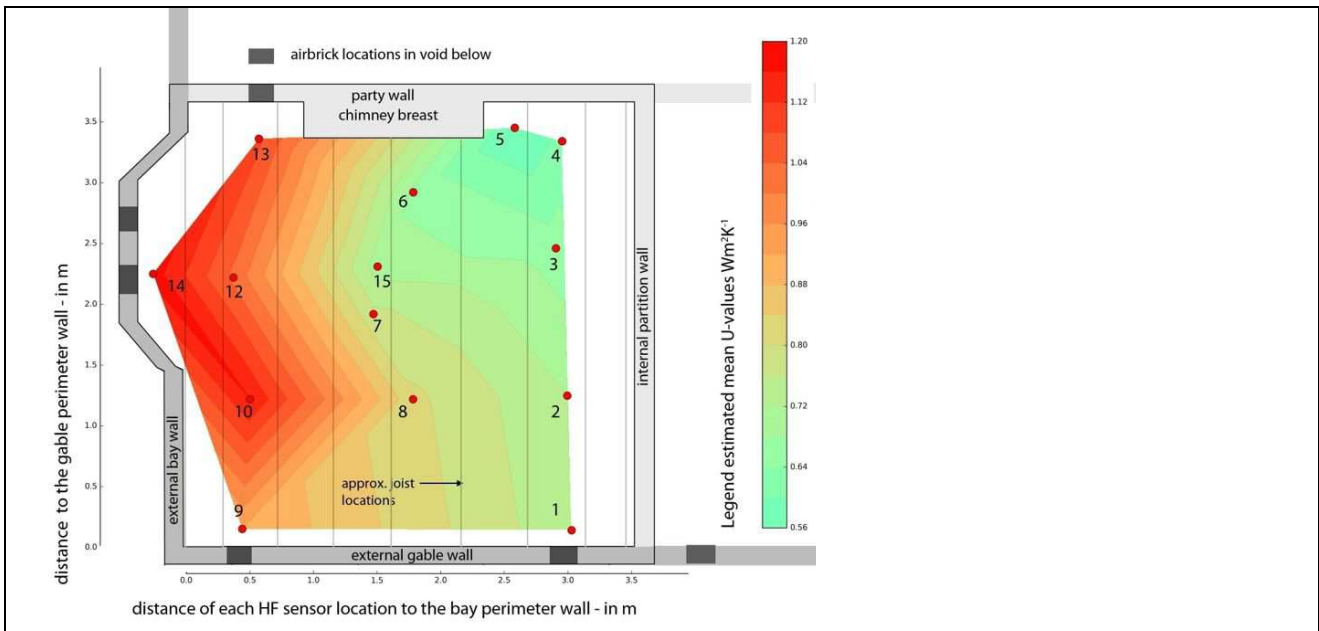 airbrick locations in void below
party wall
chimney breast
3.5
3.0
2.5
2.0
1.5
1.0
0.5
0.0
distance to the gable perimeter wall - in m
external bay wall
13
5
4
6
3
14
12
15
7
10
8
2
9
1
approx. joist
locations
internal partition wall
external gable wall
0.0 0.5 1.0 1.5 2.0 2.5 3.0 3.5
distance of each HF sensor location to the bay perimeter wall - in m
Legend estimated mean U-values Wm²K⁻¹
1.20
1.12
1.04
0.96
0.88
0.80
0.72
0.64
0.56